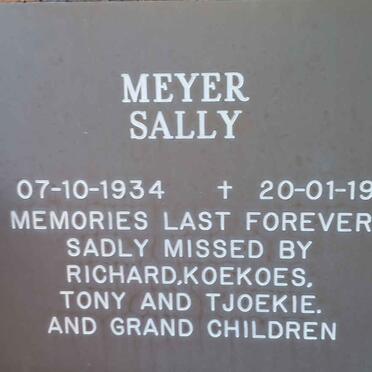 MEYER
SALLY
07-10-1934 † 20-01-19
MEMORIES LAST FOREVER
SADLY MISSED BY
RICHARD,KOEKOES,
TONY AND TJOEKIE.
AND GRAND CHILDREN